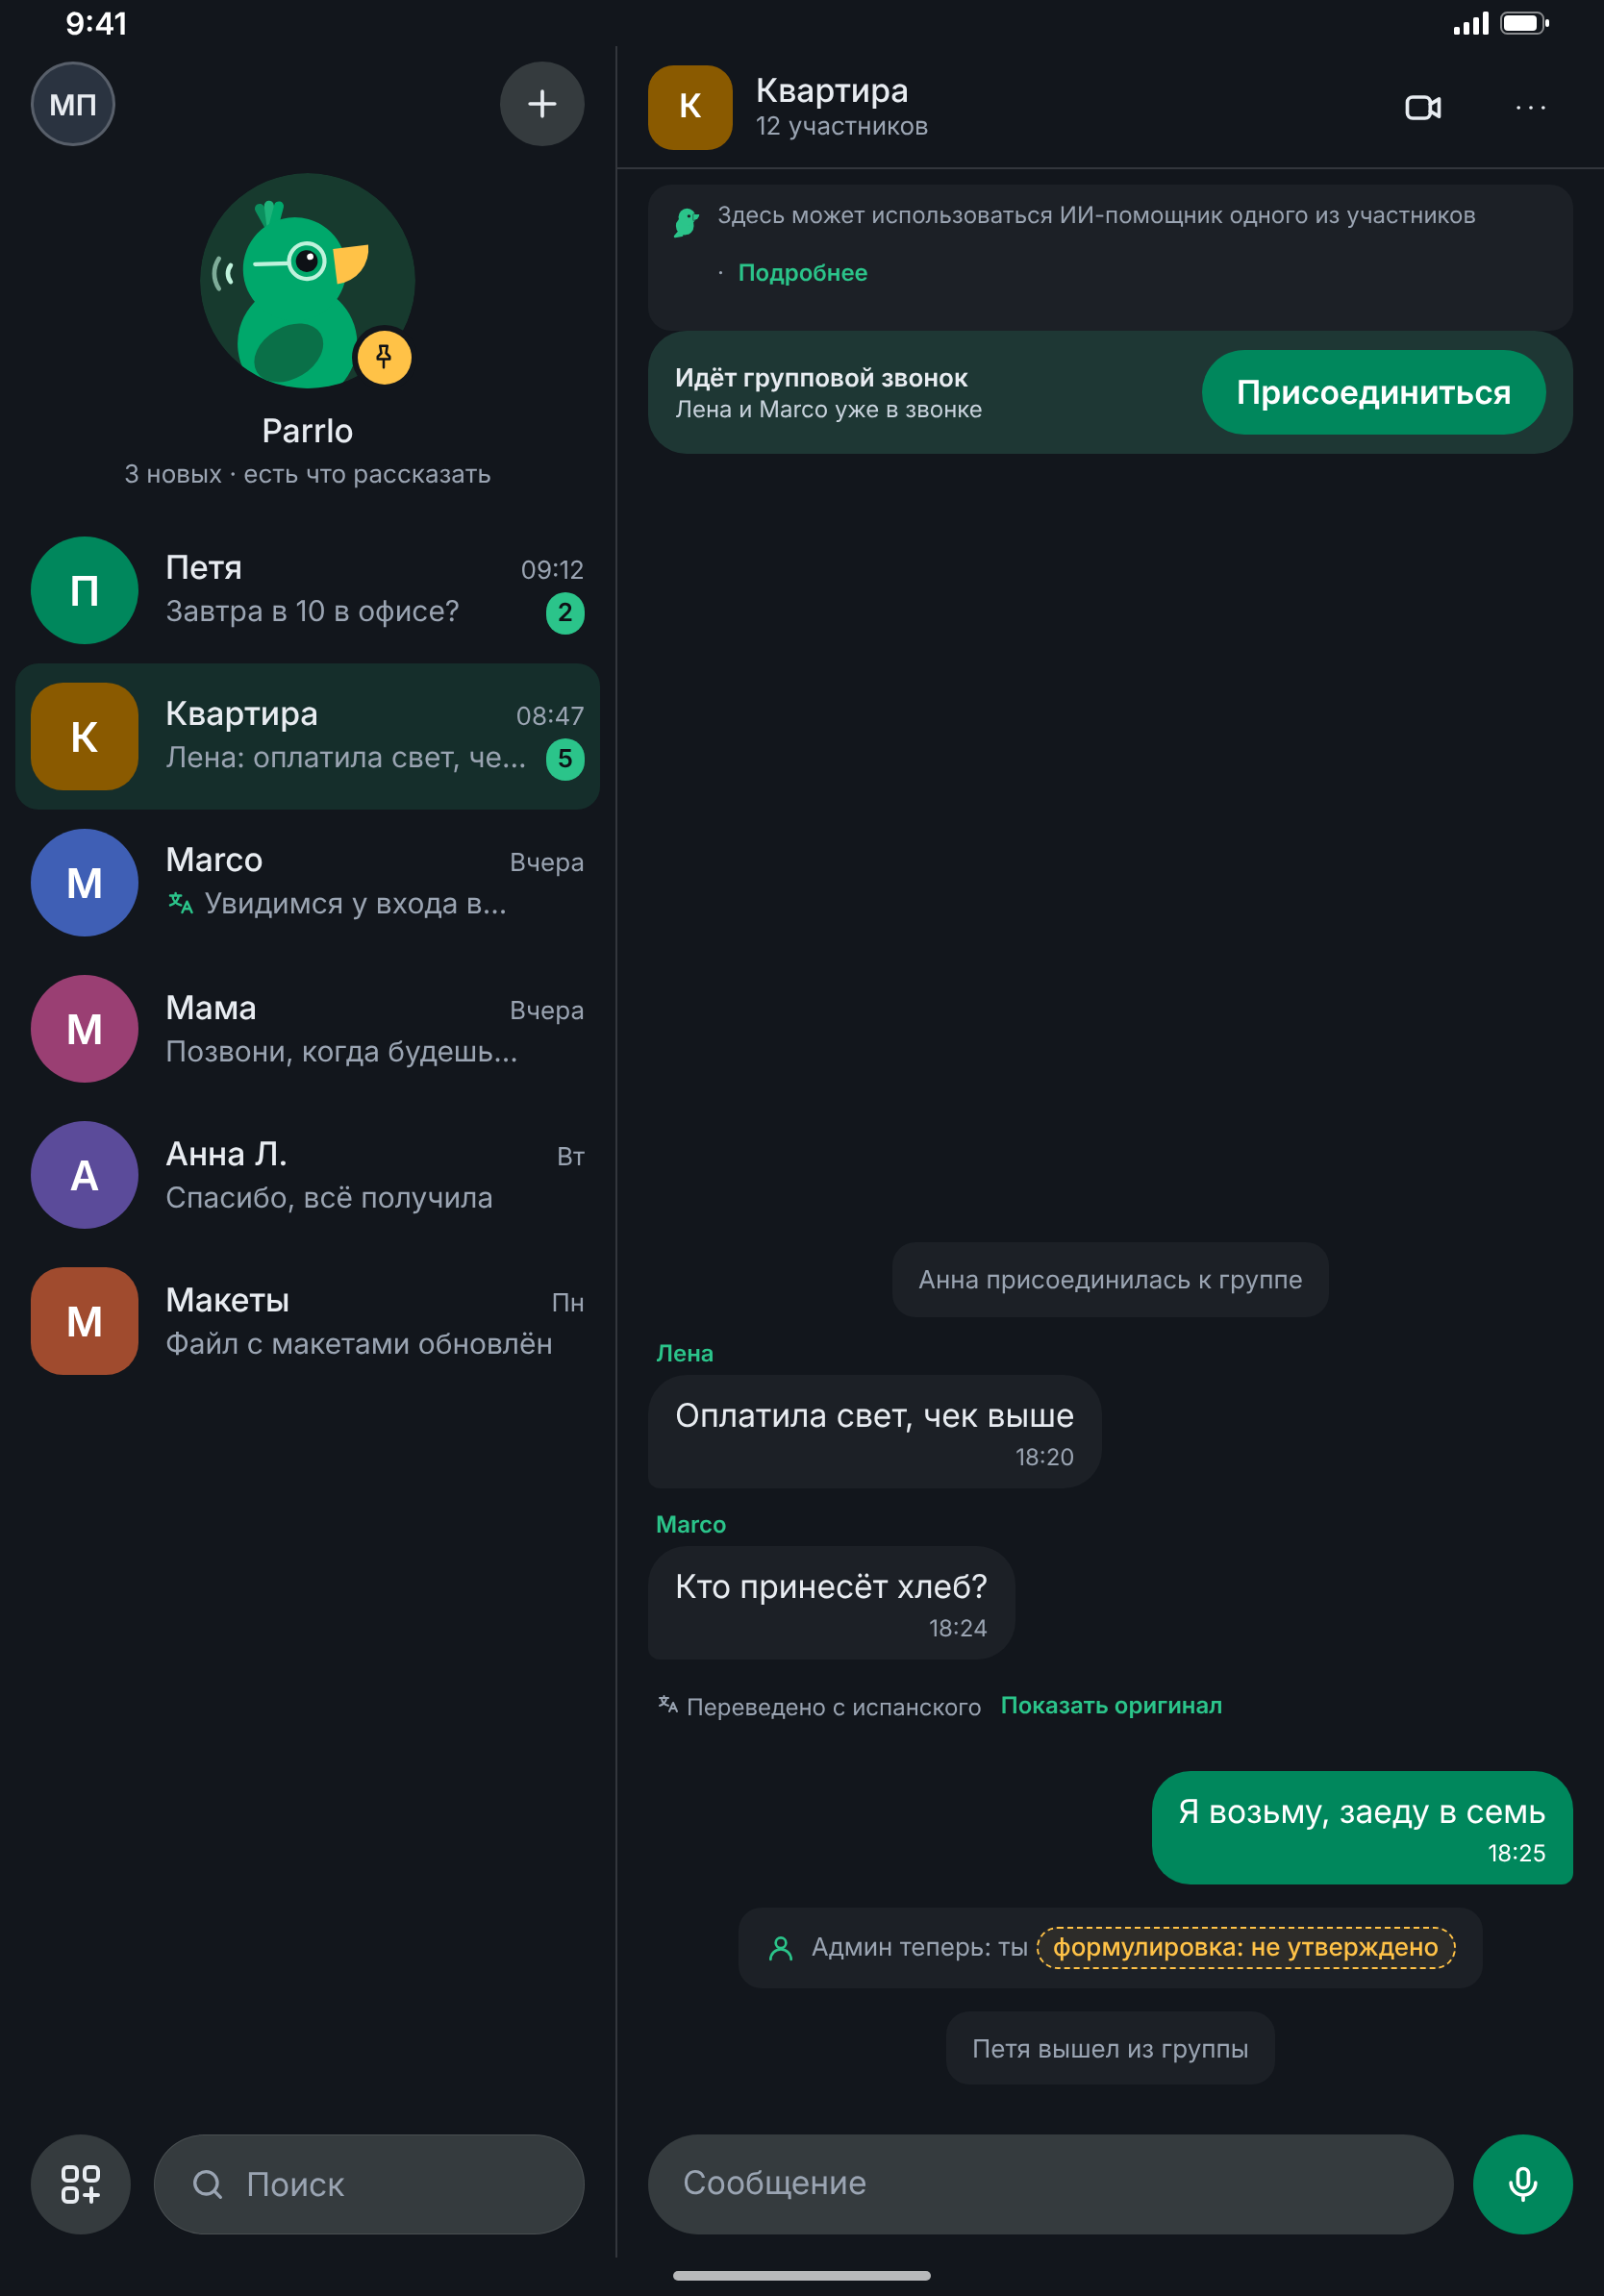 9:41
МП
Parrlo
3 новых · есть что рассказать
П
Петя
09:12
Завтра в 10 в офисе?
2
К
Квартира
08:47
Лена: оплатила свет, че...
5
М
Marco
Вчера
Увидимся у входа в...
М
Мама
Вчера
Позвони, когда будешь...
А
Анна Л.
Вт
Спасибо, всё получила
М
Макеты
Пн
Файл с макетами обновлён
Поиск
К
Квартира
12 участников
Здесь может использоваться ИИ-помощник одного из участников
· Подробнее
Идёт групповой звонок
Лена и Marco уже в звонке
Присоединиться
Анна присоединилась к группе
Лена
Оплатила свет, чек выше
18:20
Marco
Кто принесёт хлеб?
18:24
Переведено с испанского Показать оригинал
Я возьму, заеду в семь
18:25
Админ теперь: ты формулировка: не утверждено
Петя вышел из группы
Сообщение